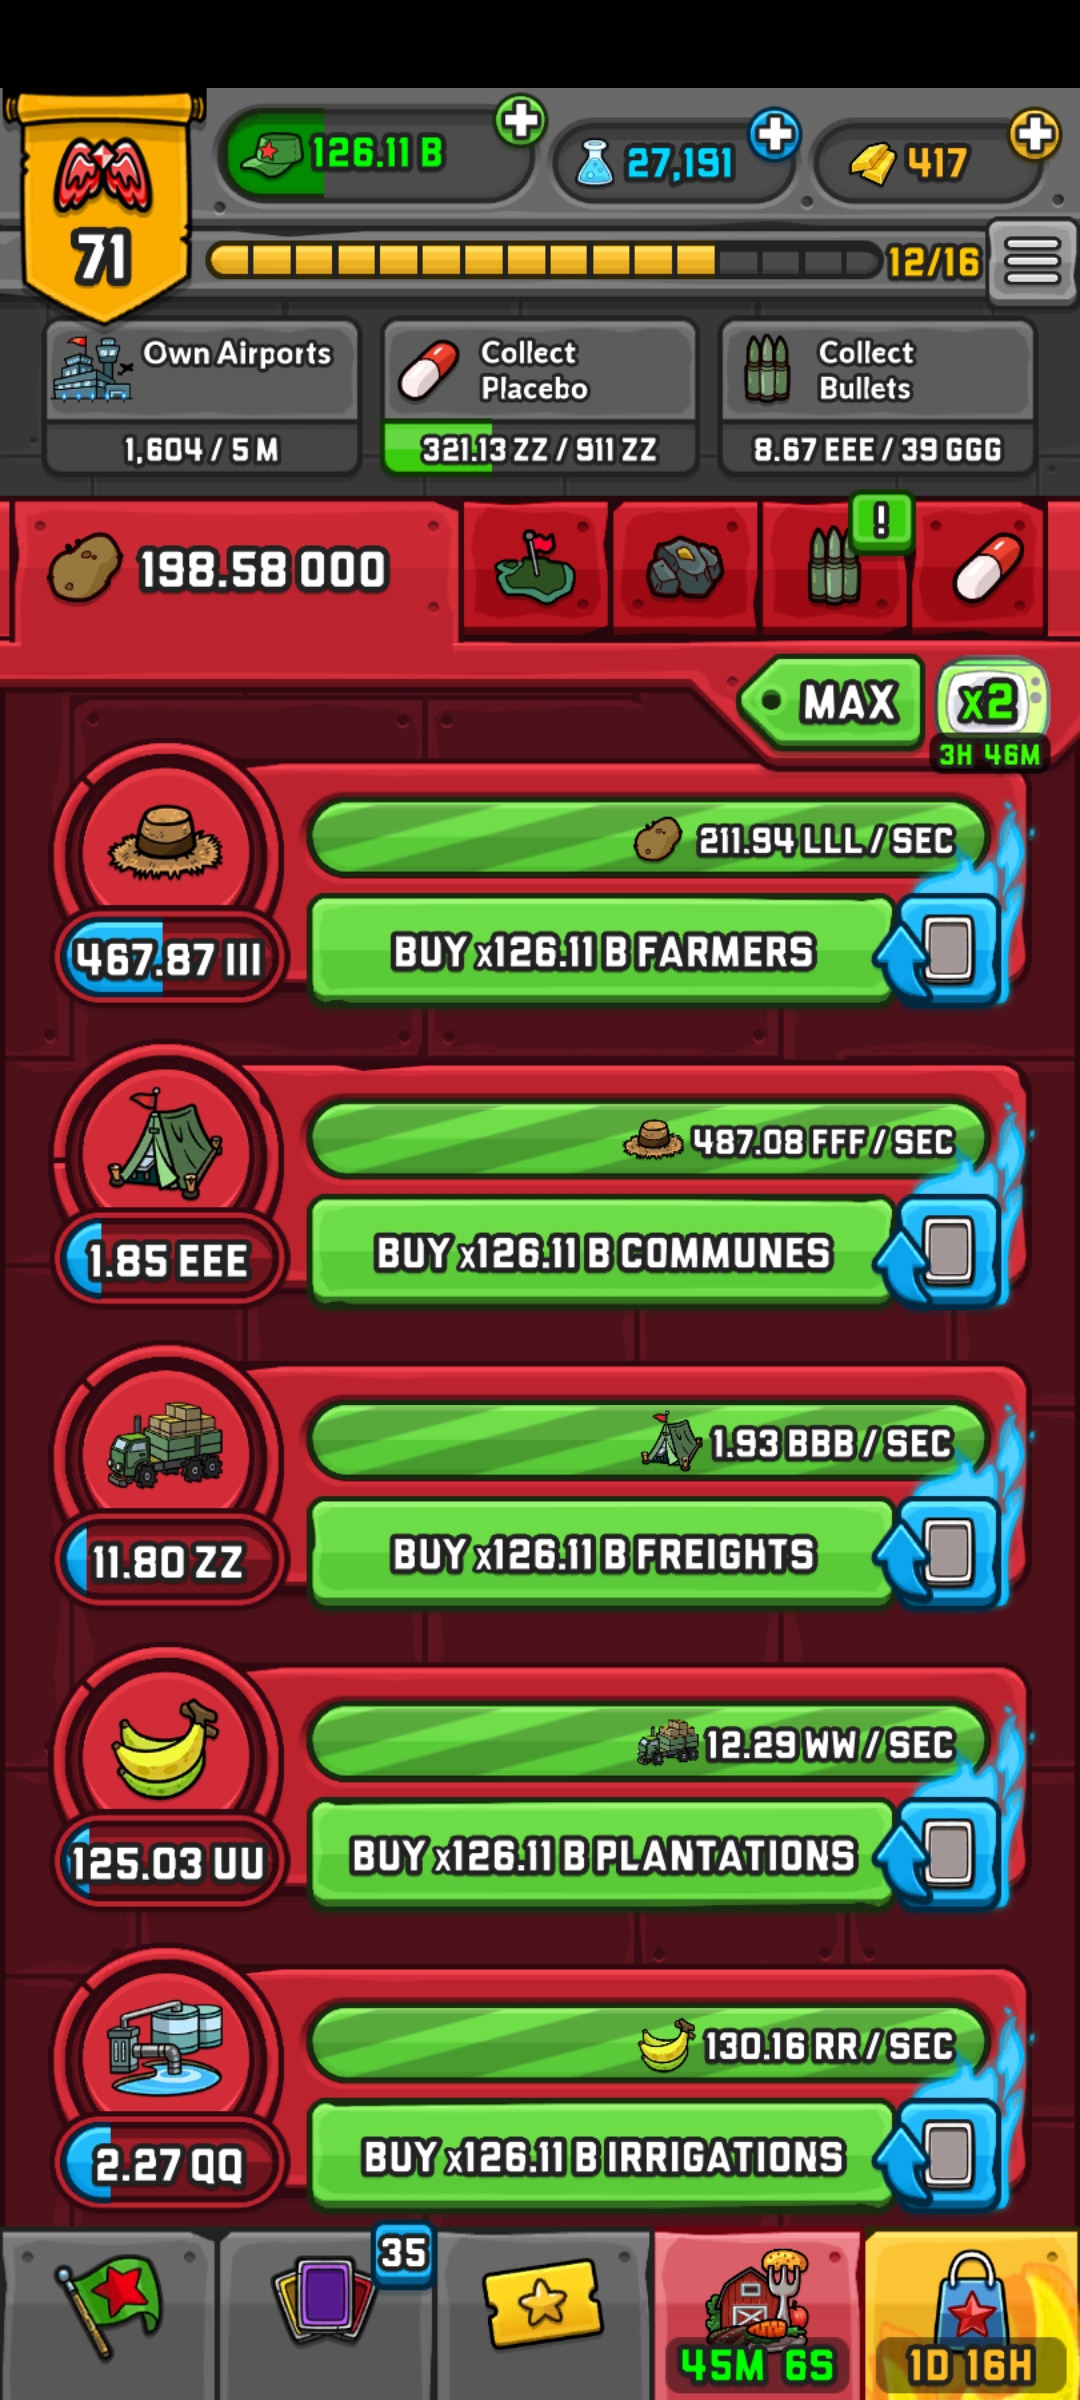 126.11 B
27,191
417
71
12/16
Own Airports
1,604 / 5 M
Collect
Placebo
321.13 ZZ / 911 ZZ
Collect
Bullets
8.67 EEE / 39 GGG
198.58 OOO
!
MAX
x2
3H 46M
211.94 LLL / SEC
467.87 III
BUY x126.11 B FARMERS
487.08 FFF / SEC
1.85 EEE
BUY x126.11 B COMMUNES
1.93 BBB / SEC
11.80 ZZ
BUY x126.11 B FREIGHTS
12.29 WW / SEC
125.03 UU
BUY x126.11 B PLANTATIONS
130.16 RR / SEC
2.27 QQ
BUY x126.11 B IRRIGATIONS
35
45M 6S
1D 16H